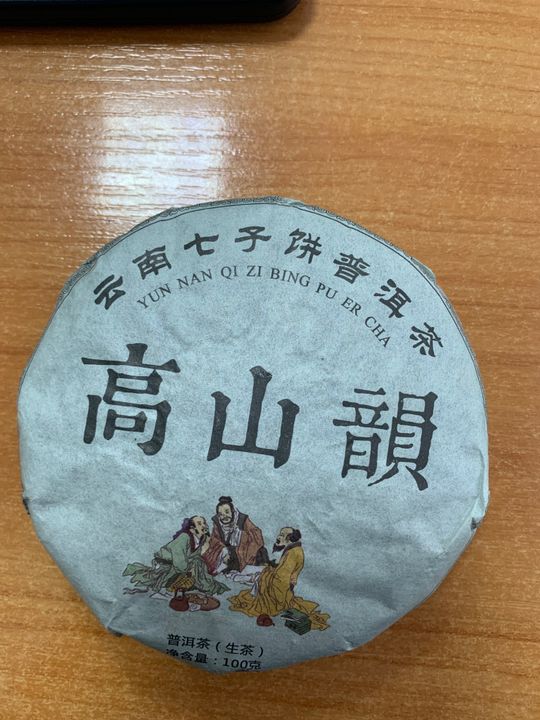 云南七子饼普洱茶
YUN NAN QI ZI BING PU ER CHA
高山韻
普洱茶（生茶）
净含量：100克